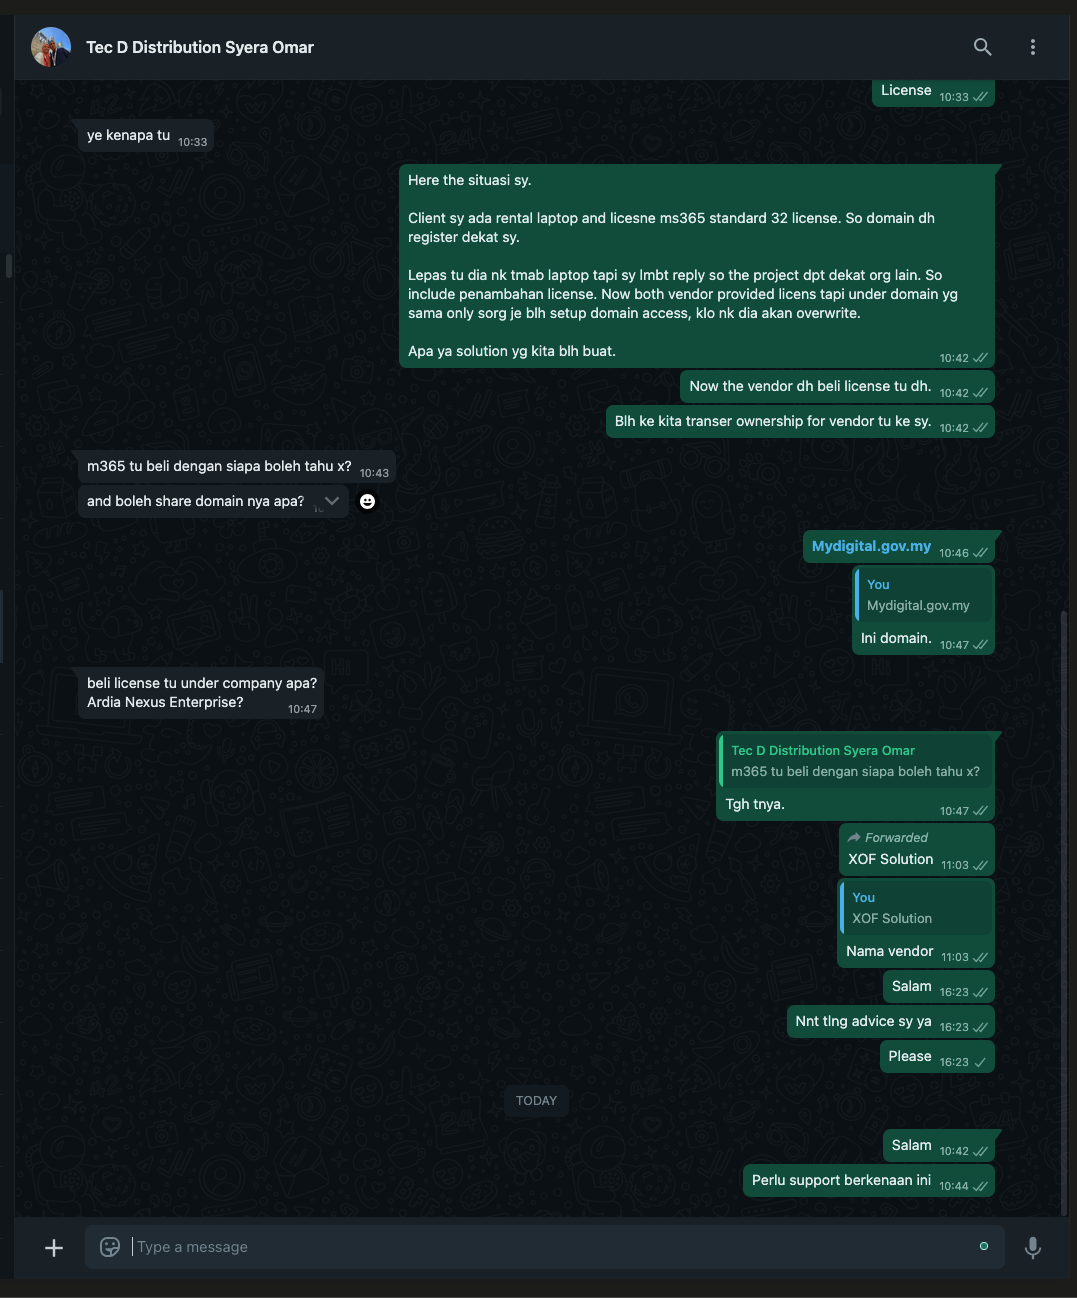 Tec D Distribution Syera Omar
License 10:33
ye kenapa tu 10:33
Here the situasi sy.
Client sy ada rental laptop and licesne ms365 standard 32 license. So domain dh
register dekat sy.
Lepas tu dia nk tmab laptop tapi sy lmbt reply so the project dpt dekat org lain. So
include penambahan license. Now both vendor provided licens tapi under domain yg
sama only sorg je blh setup domain access, klo nk dia akan overwrite.
Apa ya solution yg kita blh buat.
10:42
Now the vendor dh beli license tu dh. 10:42
Blh ke kita transer ownership for vendor tu ke sy. 10:42
m365 tu beli dengan siapa boleh tahu x? 10:43
and boleh share domain nya apa?
Mydigital.gov.my 10:46
You
Mydigital.gov.my
Ini domain. 10:47
beli license tu under company apa?
Ardia Nexus Enterprise? 10:47
Tec D Distribution Syera Omar
m365 tu beli dengan siapa boleh tahu x?
Tgh tnya. 10:47
Forwarded
XOF Solution 11:03
You
XOF Solution
Nama vendor 11:03
Salam 16:23
Nnt tlng advice sy ya 16:23
Please 16:23
TODAY
Salam 10:42
Perlu support berkenaan ini 10:44
Type a message